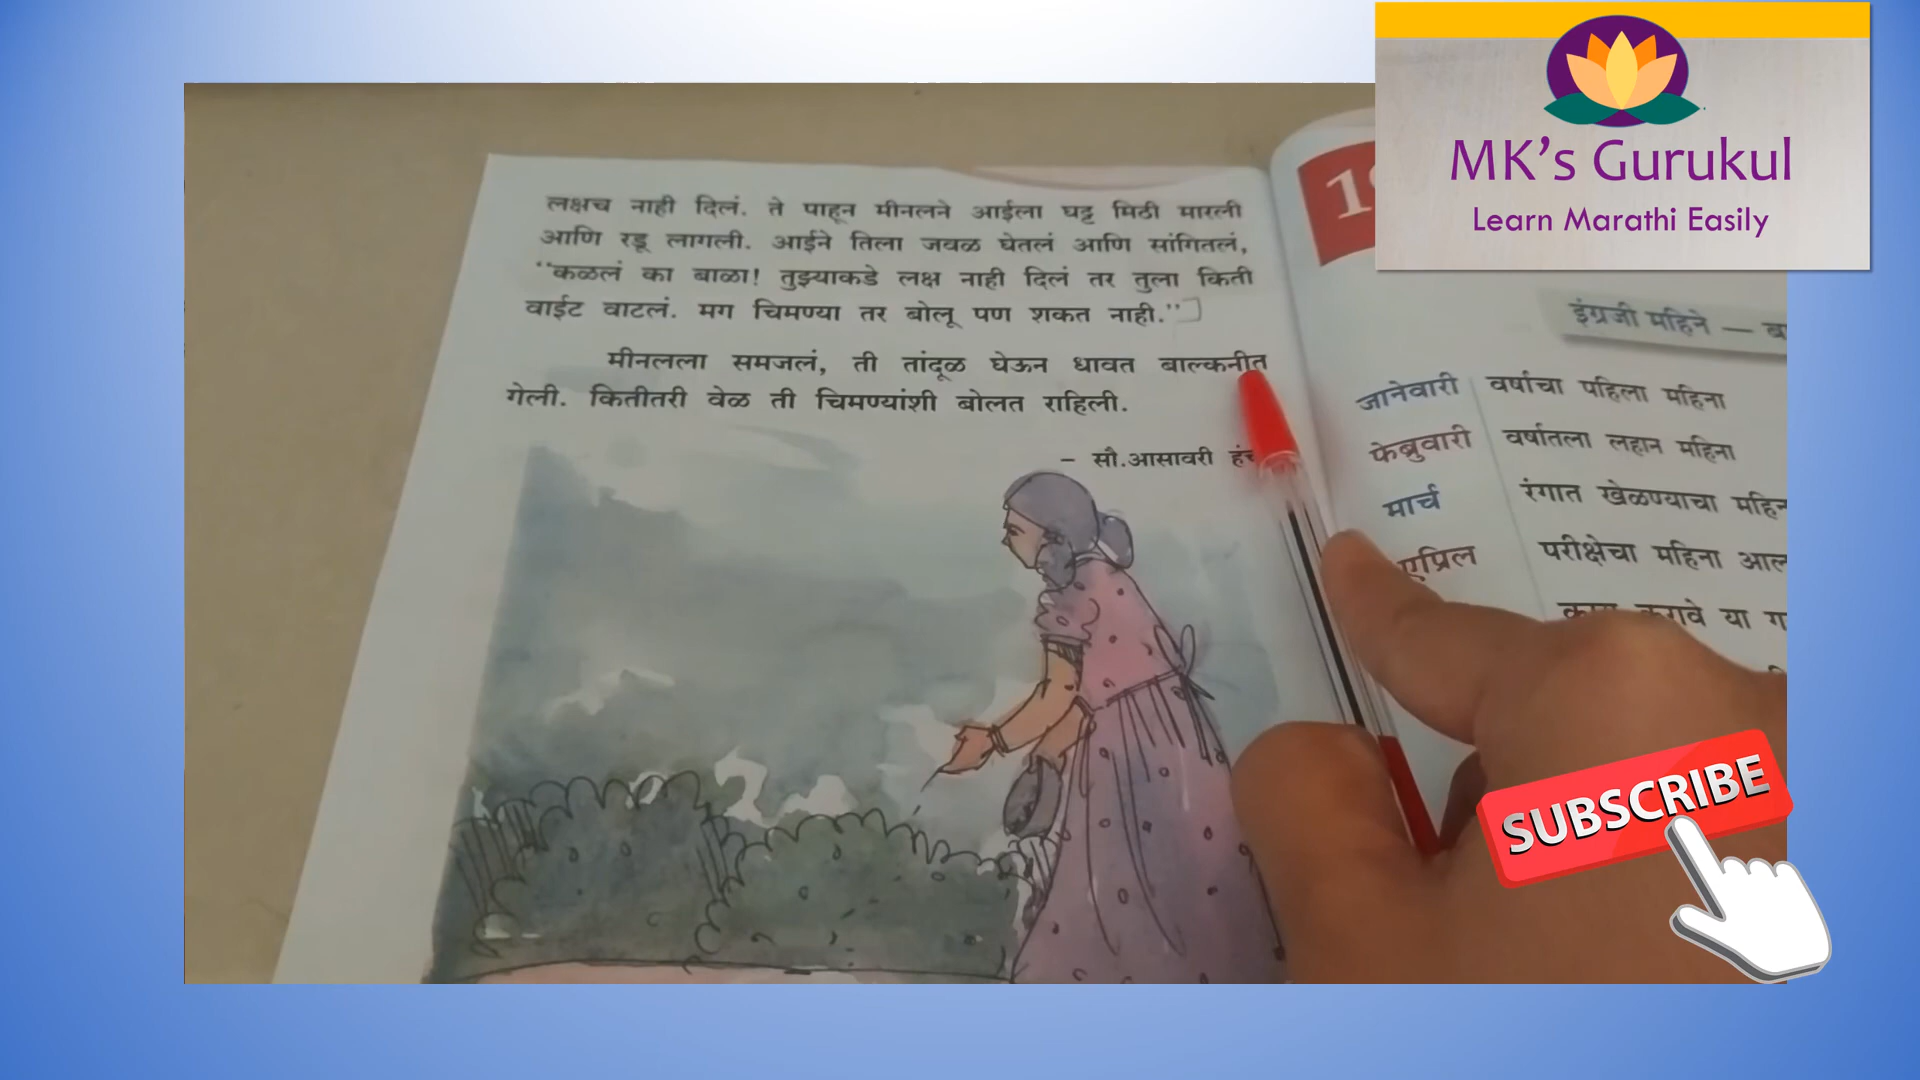 लक्षच नाही दिलं. ते पाहून मीनलने आईला घट्ट मिठी मारली
आणि रडू लागली. आईने तिला जवळ घेतलं आणि सांगितलं,
"कळलं का बाळा! तुझ्याकडे लक्ष नाही दिलं तर तुला किती
वाईट वाटलं. मग चिमण्या तर बोलू पण शकत नाही."
मीनलला समजलं, ती तांदूळ घेऊन धावत बाल्कनीत
गेली. कितीतरी वेळ ती चिमण्यांशी बोलत राहिली.
– सौ.आसावरी
इंग्रजी महिने –
जानेवारी वर्षाचा पहिला महिना
फेब्रुवारी वर्षातला लहान महिना
मार्च रंगात खेळण्याचा
एप्रिल परीक्षेचा महिना
या
MK's Gurukul
Learn Marathi Easily
SUBSCRIBE